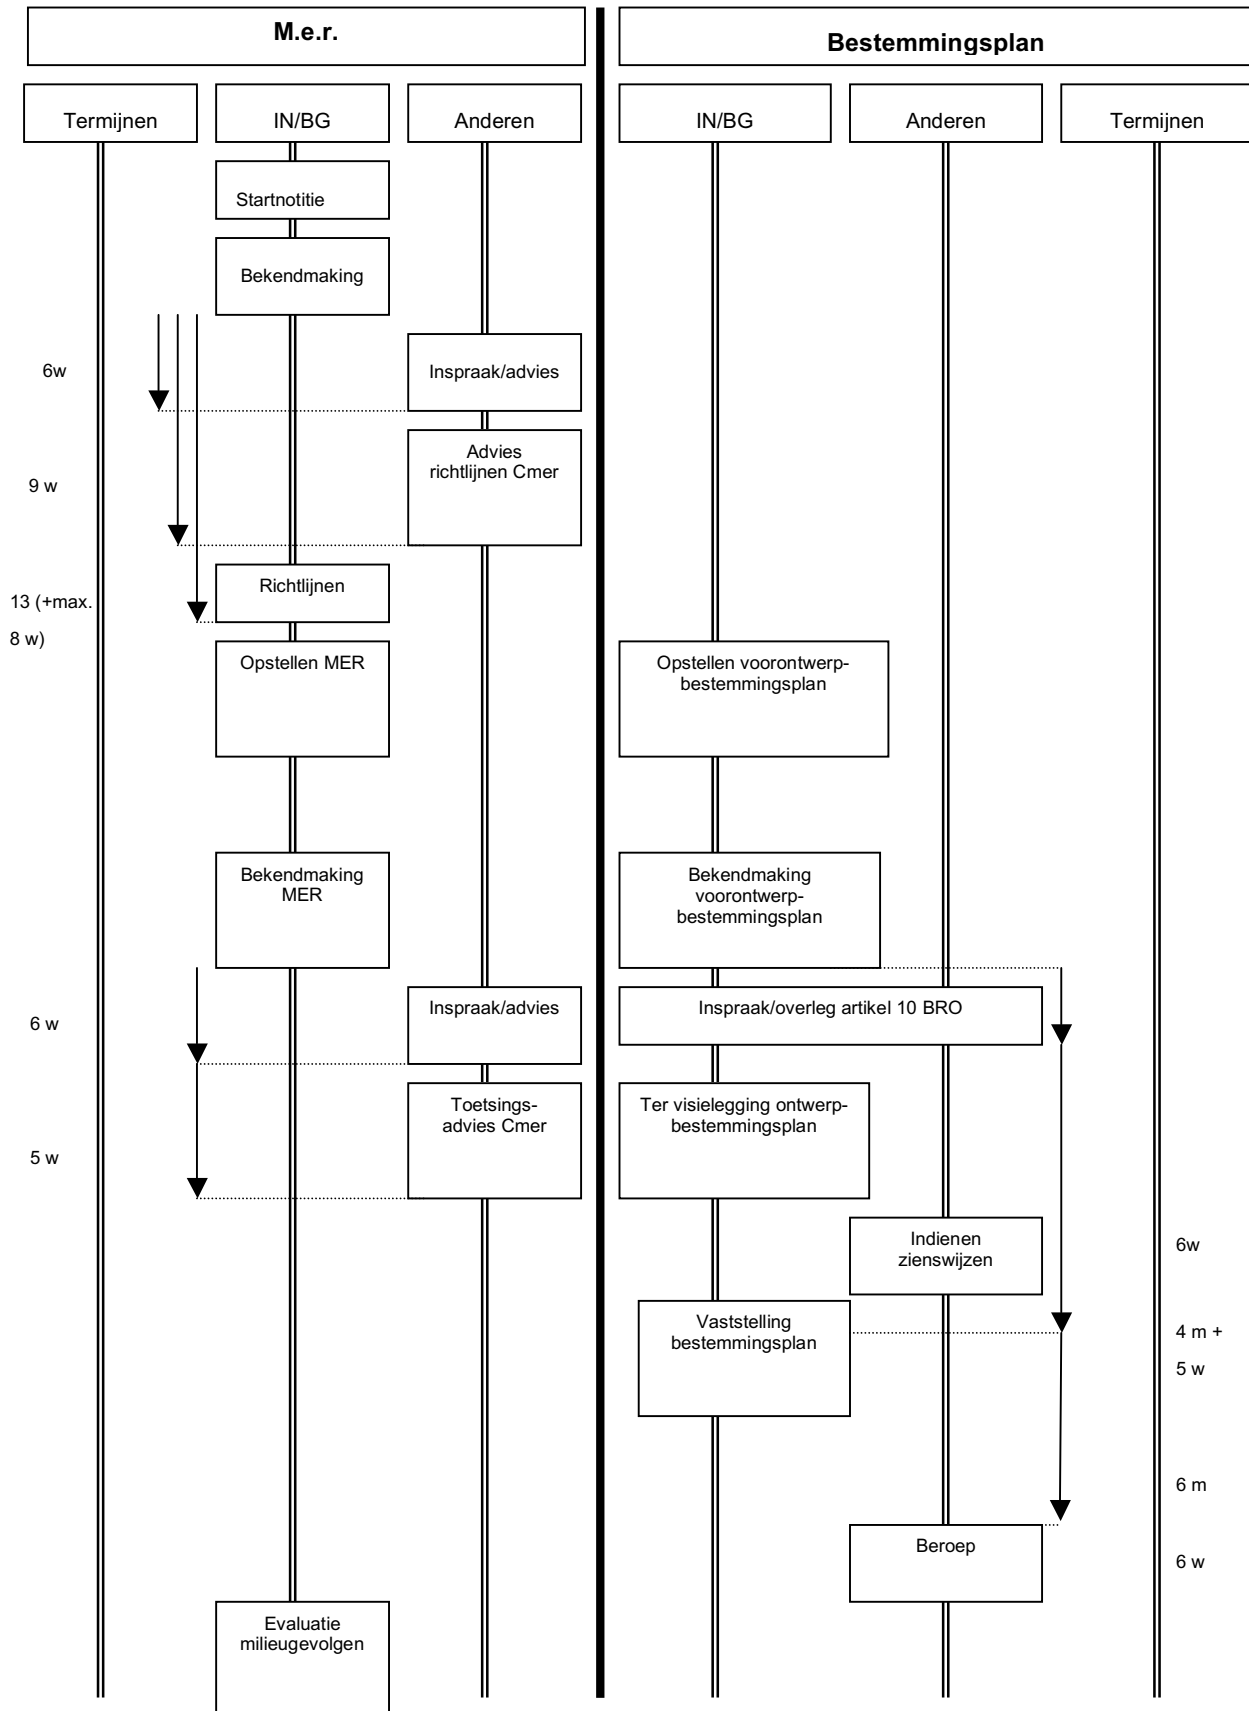 M.e.r.
Bestemmingsplan
Termijnen
IN/BG
Anderen
IN/BG
Anderen
Termijnen
Startnotitie
Bekendmaking
6w
Inspraak/advies
9 w
Advies
richtlijnen Cmer
13 (+max.
8 w)
Richtlijnen
Opstellen MER
Opstellen voorontwerp-
bestemmingsplan
Bekendmaking
MER
Bekendmaking
voorontwerp-
bestemmingsplan
6 w
Inspraak/advies
Inspraak/overleg artikel 10 BRO
5 w
Toetsings-
advies Cmer
Ter visielegging ontwerp-
bestemmingsplan
Indienen
zienswijzen
6w
Vaststelling
bestemmingsplan
4 m +
5 w
6 m
Beroep
6 w
Evaluatie
milieugevolgen